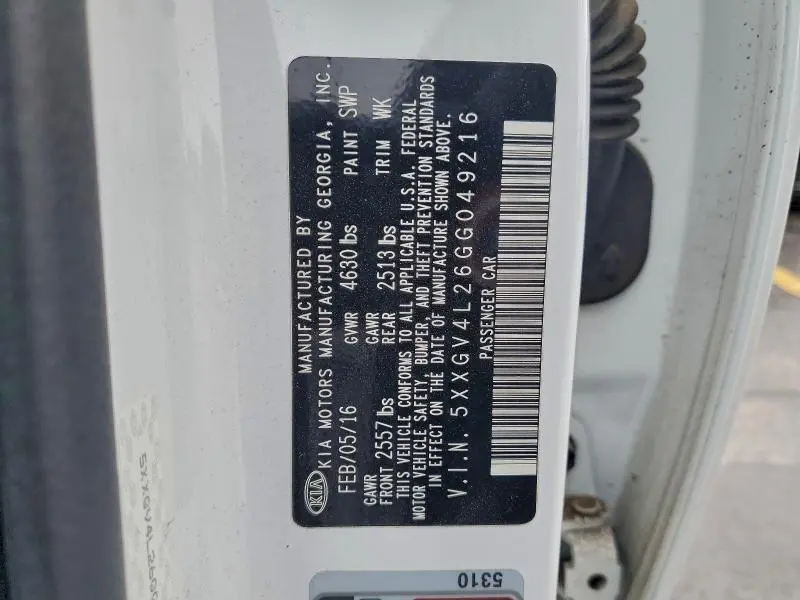 MANUFACTURED BY
KIA KIA MOTORS MANUFACTURING GEORGIA, INC.
FEB/05/16 GVWR 4630 lbs PAINT SWP
GAWR FRONT 2557 lbs GAWR REAR 2513 lbs TRIM WK
THIS VEHICLE CONFORMS TO ALL APPLICABLE U.S.A. FEDERAL
MOTOR VEHICLE SAFETY, BUMPER, AND THEFT PREVENTION STANDARDS
IN EFFECT ON THE DATE OF MANUFACTURE SHOWN ABOVE.
V.I.N. 5XXGV4L26GG049216
PASSENGER CAR
5310